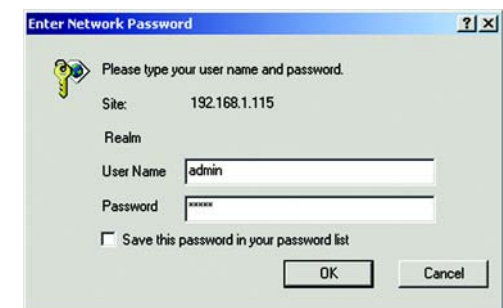 Enter Network Password
Please type your user name and password.
Site: 192.168.1.115
Realm
User Name admin
Password xxxxx
Save this password in your password list
OK Cancel